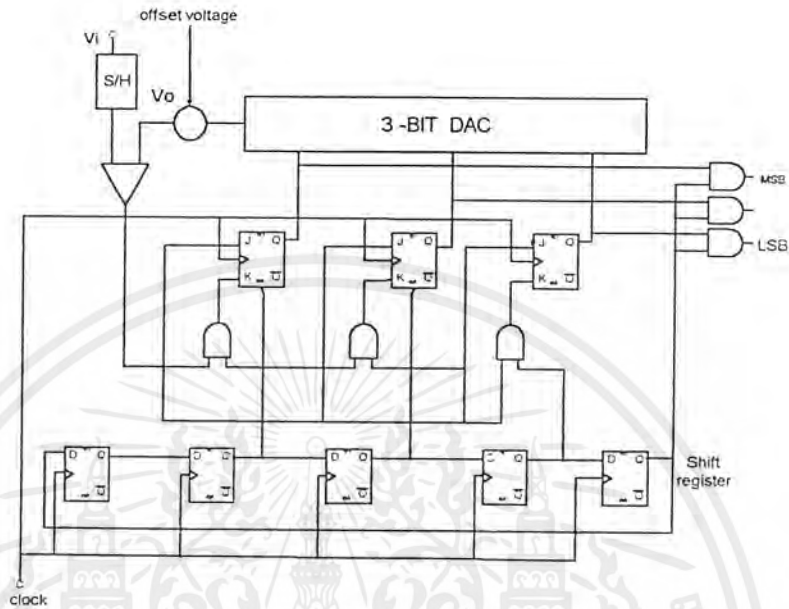 offset voltage
Vi
S/H
Vo
3-BIT DAC
MSB
LSB
J Q
K Q
J Q
K Q
J Q
K Q
D Q
Q
D Q
Q
D Q
Q
Q
Q
D Q
Q
Shift
register
clock